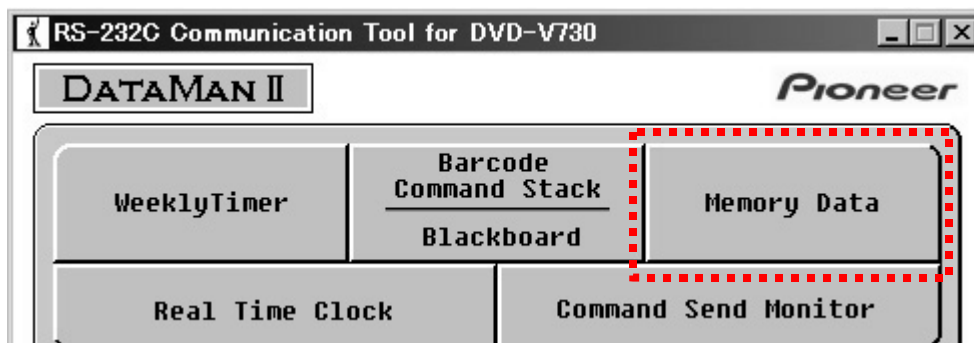 RS-232C Communication Tool for DVD-V730
DATAMAN II
Pioneer
WeeklyTimer
Barcode
Command Stack
Blackboard
Memory Data
Real Time Clock
Command Send Monitor